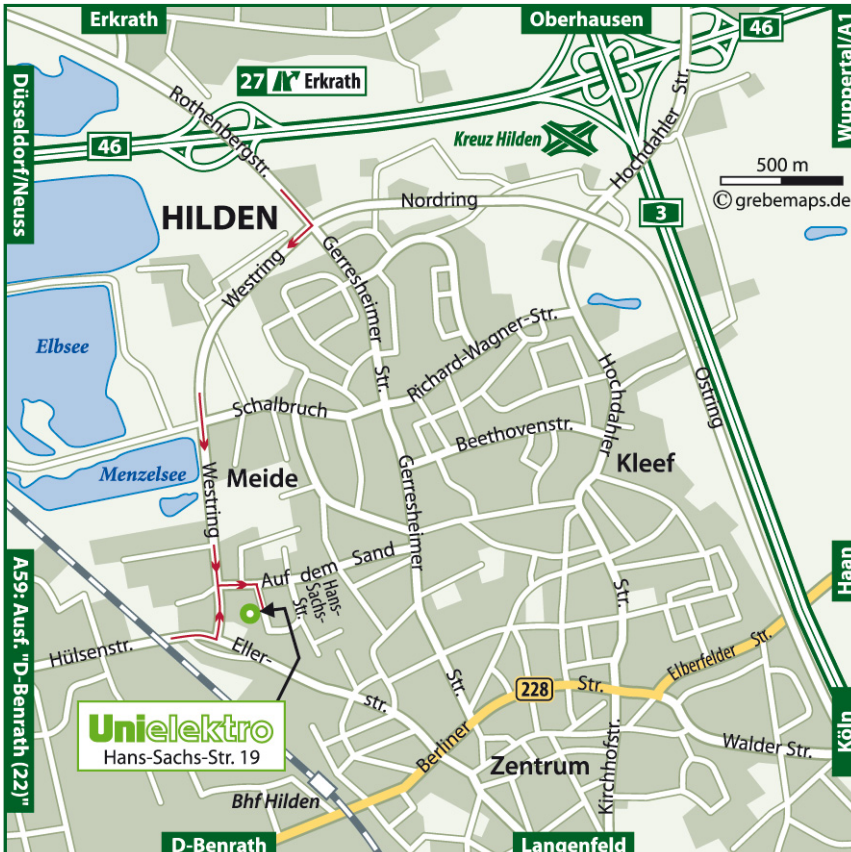 Erkrath
Oberhausen
46
Wuppertal/A1
Düsseldorf/Neuss
27 Erkrath
Rothenbergstr.
46
Kreuz Hilden
Hochdahler Str.
500 m
© grebemaps.de
HILDEN
Nordring
3
Westring
Gerresheimer
Str.
Elbsee
Richard-Wagner-Str.
Hochdahler
Ostring
Schalbruch
Beethovenstr.
Menzelsee
Westring
Meide
Gerresheimer
Kleef
A59: Ausf. "D-Benrath (22)"
Auf dem Sand
Hans-
Sachs-
Str.
Str.
Haan
Hülsenstr.
Eller-
str.
Str.
Elberfelder Str.
228
Str.
Berliner
Unielektro
Hans-Sachs-Str. 19
Kirchhofstr.
Walder Str.
Köln
Zentrum
Bhf Hilden
D-Benrath
Langenfeld